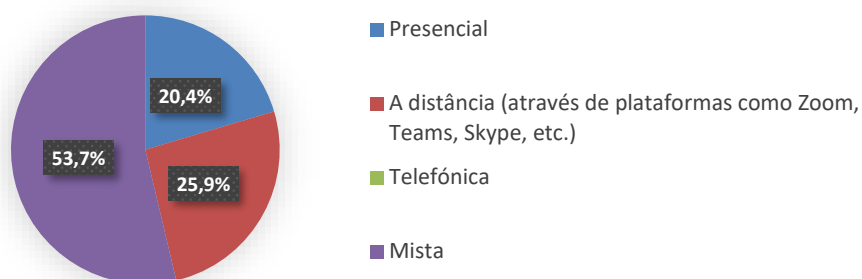 20,4%
25,9%
53,7%
Presencial
A distância (através de plataformas como Zoom,
Teams, Skype, etc.)
Telefónica
Mista